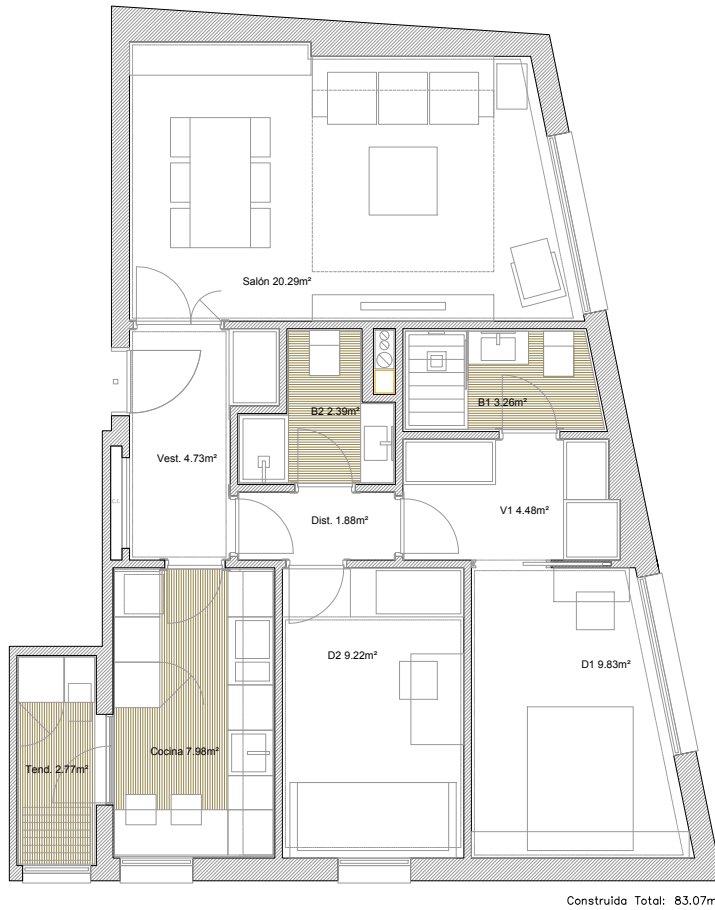 Salón 20.29m²
B2 2.39m²
B1 3.26m²
Vest. 4.73m²
V1 4.48m²
Dist. 1.88m²
D2 9.22m²
D1 9.83m²
Cocina 7.98m²
Tend. 2.77m²
Construida Total: 83.07m